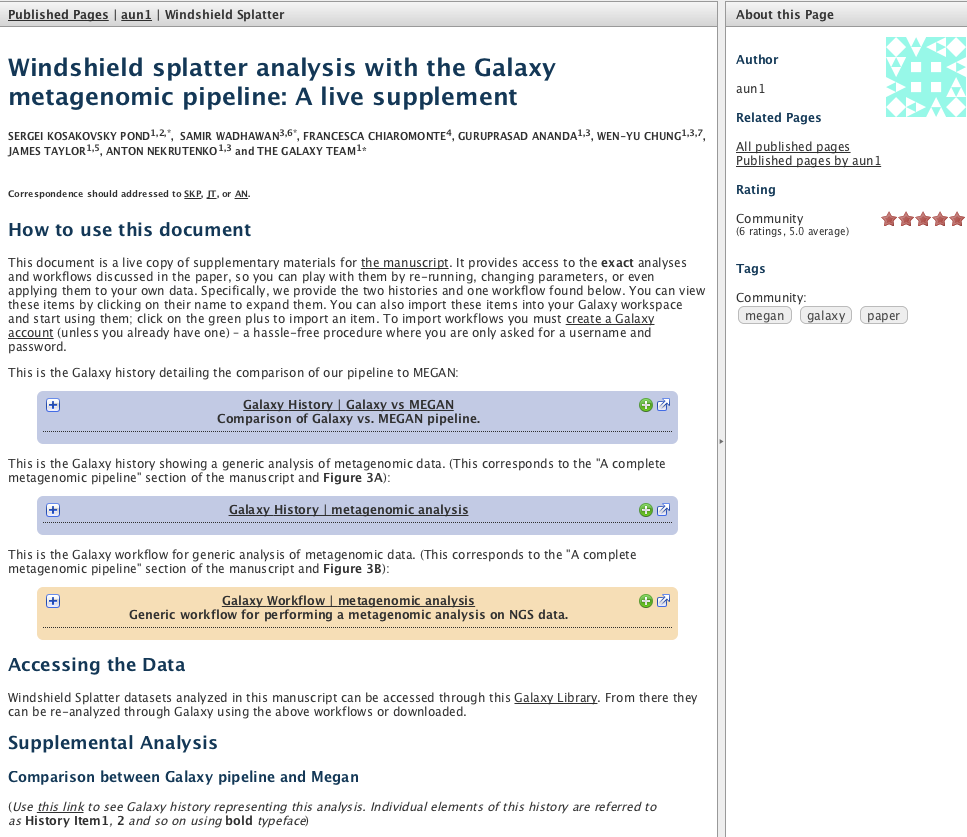 Published Pages | aun1 | Windshield Splatter
Windshield splatter analysis with the Galaxy
metagenomic pipeline: A live supplement
SERGEI KOSAKOVSKY POND1,2,*, SAMIR WADHAWAN3,6*, FRANCESCA CHIAROMONTE4, GURUPRASAD ANANDA1,3, WEN-YU CHUNG1,3,7,
JAMES TAYLOR1,5, ANTON NEKRUTENKO1,3 and THE GALAXY TEAM1*
Correspondence should addressed to SKP, JT, or AN.
How to use this document
This document is a live copy of supplementary materials for the manuscript. It provides access to the exact analyses
and workflows discussed in the paper, so you can play with them by re-running, changing parameters, or even
applying them to your own data. Specifically, we provide the two histories and one workflow found below. You can view
these items by clicking on their name to expand them. You can also import these items into your Galaxy workspace
and start using them; click on the green plus to import an item. To import workflows you must create a Galaxy
account (unless you already have one) – a hassle-free procedure where you are only asked for a username and
password.
This is the Galaxy history detailing the comparison of our pipeline to MEGAN:
Galaxy History | Galaxy vs MEGAN
Comparison of Galaxy vs. MEGAN pipeline.
This is the Galaxy history showing a generic analysis of metagenomic data. (This corresponds to the "A complete
metagenomic pipeline" section of the manuscript and Figure 3A):
Galaxy History | metagenomic analysis
This is the Galaxy workflow for generic analysis of metagenomic data. (This corresponds to the "A complete
metagenomic pipeline" section of the manuscript and Figure 3B):
Galaxy Workflow | metagenomic analysis
Generic workflow for performing a metagenomic analysis on NGS data.
Accessing the Data
Windshield Splatter datasets analyzed in this manuscript can be accessed through this Galaxy Library. From there they
can be re-analyzed through Galaxy using the above workflows or downloaded.
Supplemental Analysis
Comparison between Galaxy pipeline and Megan
(Use this link to see Galaxy history representing this analysis. Individual elements of this history are referred to
as History Item1, 2 and so on using bold typeface)
About this Page
Author
aun1
Related Pages
All published pages
Published pages by aun1
Rating
Community
(6 ratings, 5.0 average)
Tags
Community:
megan galaxy paper